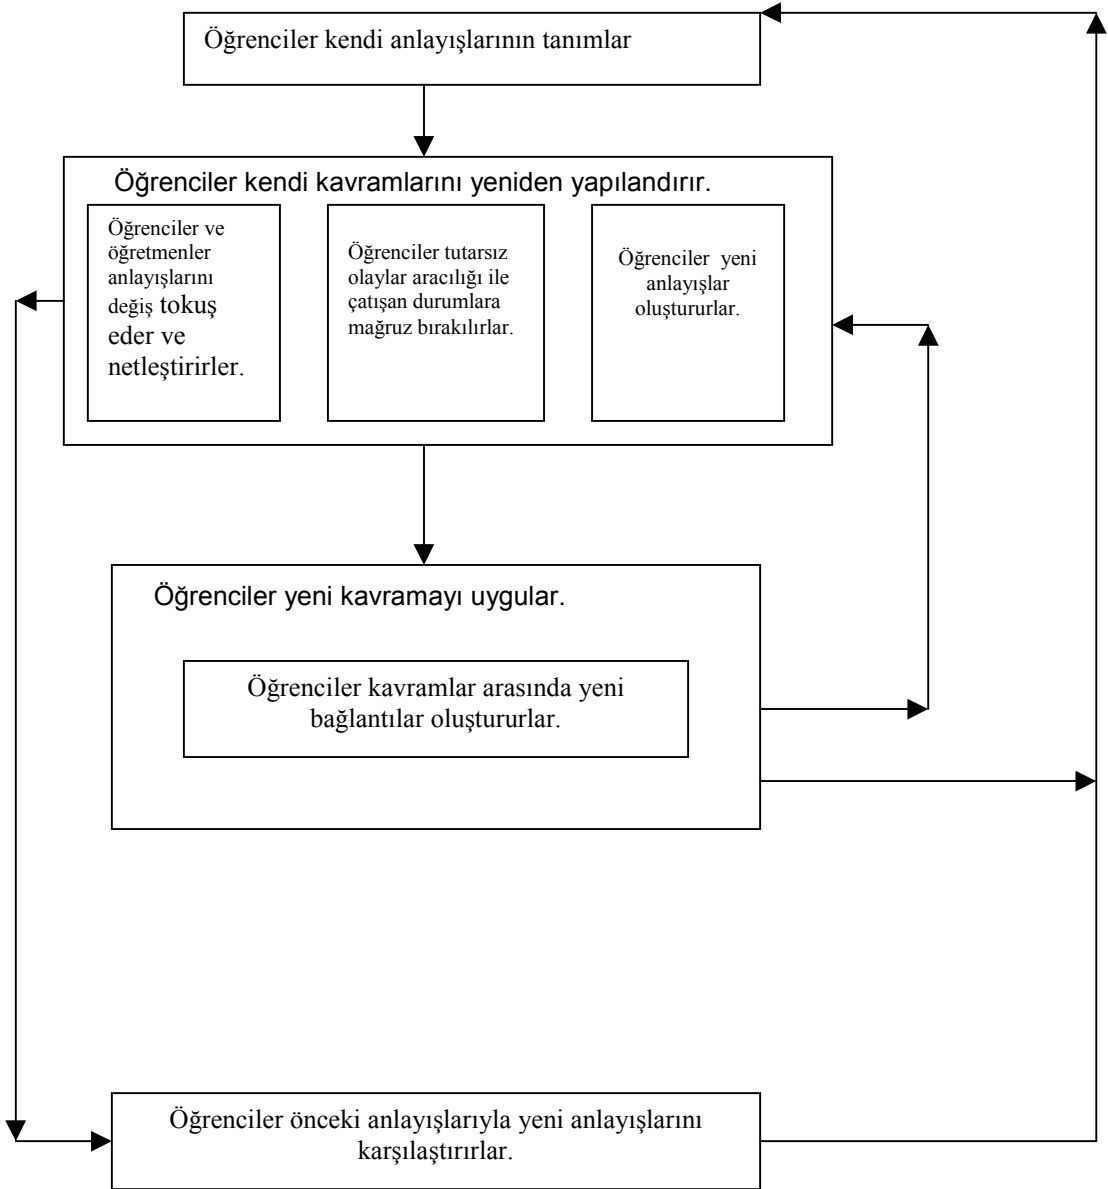 Öğrenciler kendi anlayışlarının tanımlar
Öğrenciler kendi kavramlarını yeniden yapılandırır.
Öğrenciler ve
öğretmenler
anlayışlarını
değiş tokuş
eder ve
netleştirirler.
Öğrenciler tutarsız
olaylar aracılığı ile
çatışan durumlara
mağruz bırakılırlar.
Öğrenciler yeni
anlayışlar
oluştururlar.
Öğrenciler yeni kavramayı uygular.
Öğrenciler kavramlar arasında yeni
bağlantılar oluştururlar.
Öğrenciler önceki anlayışlarıyla yeni anlayışlarını
karşılaştırırlar.